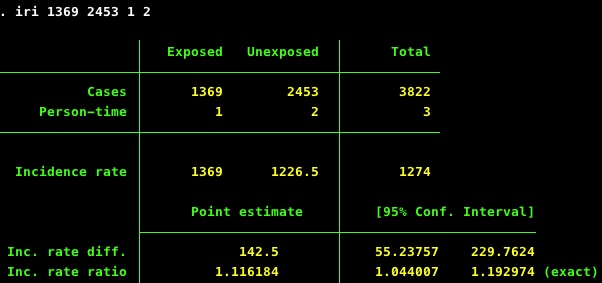 . iri 1369 2453 1 2
Exposed Unexposed Total
Cases 1369 2453 3822
Person-time 1 2 3
Incidence rate 1369 1226.5 1274
Point estimate [95% Conf. Interval]
Inc. rate diff. 142.5 55.23757 229.7624
Inc. rate ratio 1.116184 1.044007 1.192974 (exact)